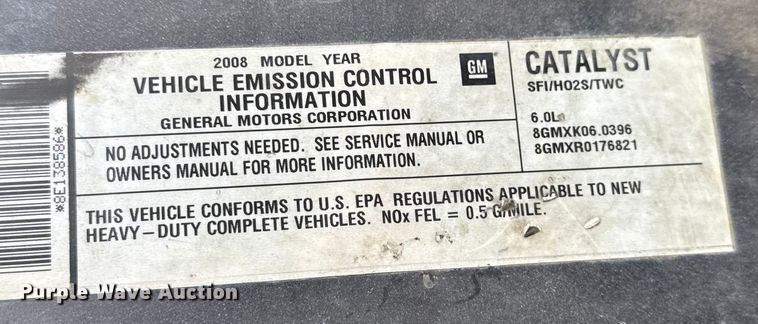 2008 MODEL YEAR
VEHICLE EMISSION CONTROL
INFORMATION
GENERAL MOTORS CORPORATION
GM
NO ADJUSTMENTS NEEDED. SEE SERVICE MANUAL OR
OWNERS MANUAL FOR MORE INFORMATION.
CATALYST
SFI/HO2S/TWC
6.0L
8GMXK06.0396
8GMXR0176821
THIS VEHICLE CONFORMS TO U.S. EPA REGULATIONS APPLICABLE TO NEW
HEAVY-DUTY COMPLETE VEHICLES. NOx FEL = 0.5 G/MILE.
*8E138586*
Purple Wave Auction